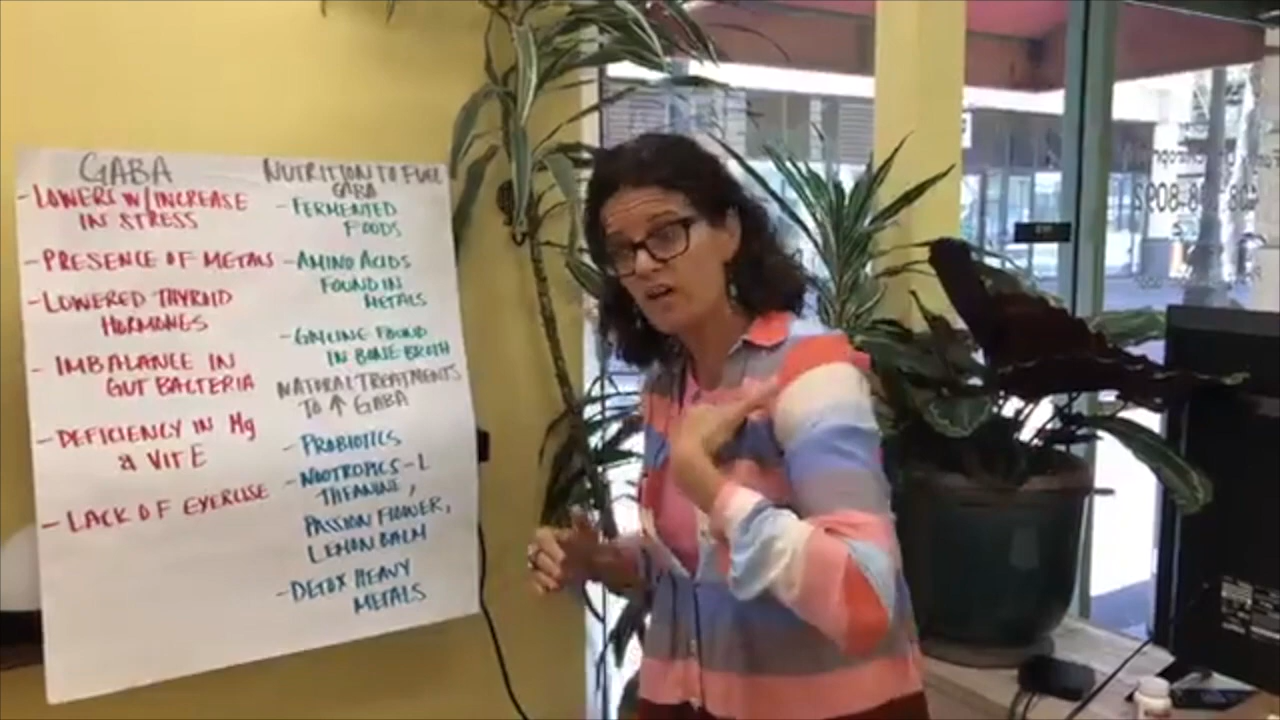 GABA
- LOWERS W/INCREASE
IN STRESS
- PRESENCE OF METALS
- LOWERED THYROID
HORMONES
- IMBALANCE IN
GUT BACTERIA
- DEFICIENCY IN Mg
& VIT E
- LACK OF EXERCISE
NUTRITION TO FUEL
GABA
- FERMENTED
FOODS
- AMINO ACIDS
FOUND IN
METALS
- GYLCINE FOUND
IN BONE BROTH
NATURAL TREATMENTS
TO ↑ GABA
- PROBIOTICS
- NOOTROPICS - L
THEANINE,
PASSION FLOWER,
LEMON BALM
- DETOX HEAVY
METALS